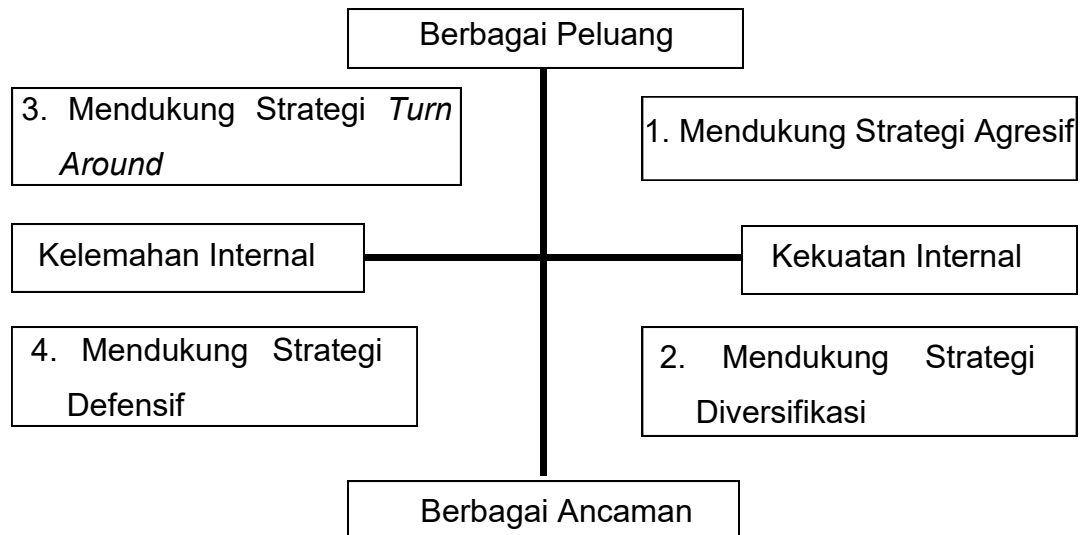 Berbagai Peluang
3. Mendukung Strategi Turn
Around
1. Mendukung Strategi Agresif
Kelemahan Internal
Kekuatan Internal
4. Mendukung Strategi
Defensif
2. Mendukung Strategi
Diversifikasi
Berbagai Ancaman